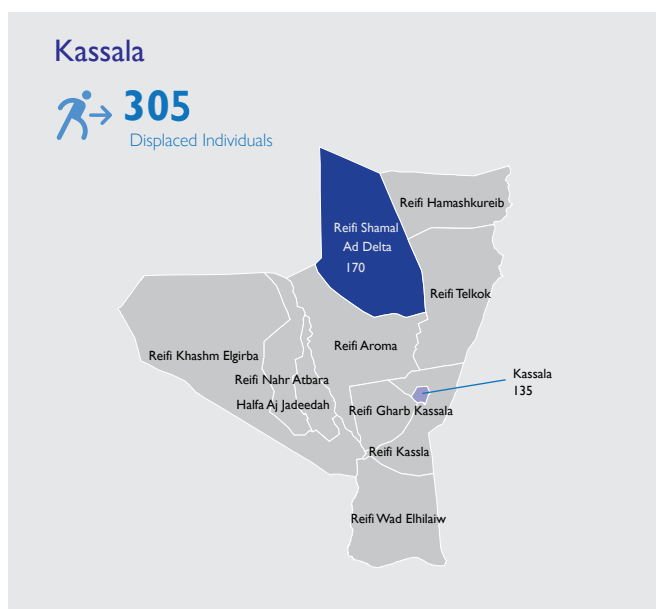 Kassala
305
Displaced Individuals
Reifi Hamashkureib
Reifi Shamal
Ad Delta
170
Reifi Telkok
Reifi Aroma
Reifi Khashm Elgirba
Kassala
135
Reifi Nahr Atbara
Halfa Aj Jadeedah
Reifi Gharb Kassala
Reifi Kassla
Reifi Wad Elhilaiw